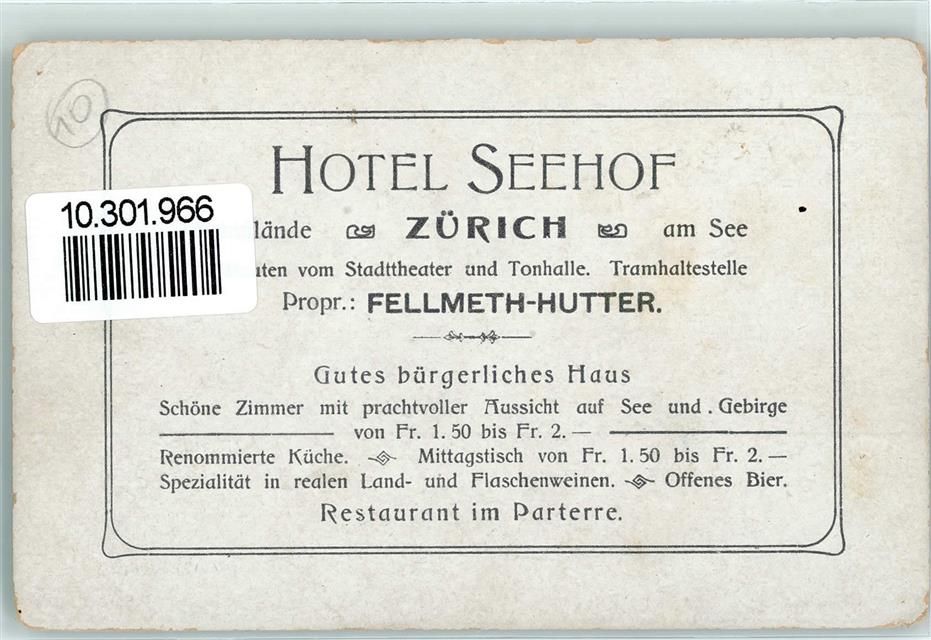 10
HOTEL SEEHOF
10.301.966
lände ZÜRICH am See
uten vom Stadttheater und Tonhalle. Tramhaltestelle
Propr.: FELLMETH-HUTTER.
Gutes bürgerliches Haus
Schöne Zimmer mit prachtvoller Aussicht auf See und . Gebirge
von Fr. 1.50 bis Fr. 2.—
Renommierte Küche. Mittagstisch von Fr. 1.50 bis Fr. 2.—
Spezialität in realen Land- und Flaschenweinen. Offenes Bier.
Restaurant im Parterre.